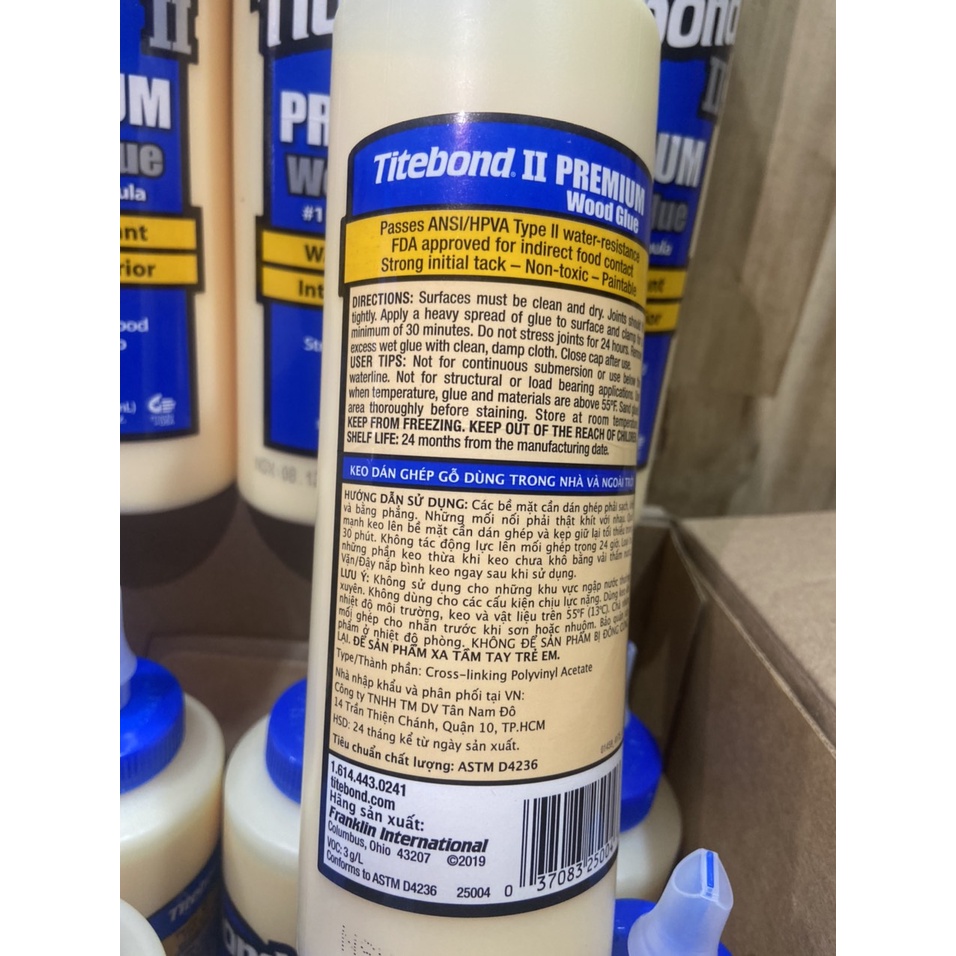 Titebond II PREMIUM
Wood Glue
Passes ANSI/HPVA Type II water-resistance
FDA approved for indirect food contact
Strong initial tack – Non-toxic – Paintable
DIRECTIONS: Surfaces must be clean and dry. Joints should
tightly. Apply a heavy spread of glue to surface and clamp for
minimum of 30 minutes. Do not stress joints for 24 hours. Remove
excess wet glue with clean, damp cloth. Close cap after use.
USER TIPS: Not for continuous submersion or use below the
waterline. Not for structural or load bearing applications. Use
when temperature, glue and materials are above 55°F. Sand glued
area thoroughly before staining. Store at room temperature.
KEEP FROM FREEZING. KEEP OUT OF THE REACH OF CHILDREN
SHELF LIFE: 24 months from the manufacturing date.
KEO DÁN GHÉP GỖ DÙNG TRONG NHÀ VÀ NGOÀI TRỜI
HƯỚNG DẪN SỬ DỤNG: Các bề mặt cần dán ghép phải sạch,
và bằng phẳng. Những mối nối phải thật khít với nhau.
mạnh keo lên bề mặt cần dán ghép và kẹp giữ lại tối thiểu
30 phút. Không tác động lực lên mối ghép trong 24 giờ.
những phần keo thừa khi keo chưa khô bằng vải thấm
Vặn/Đậy nắp bình keo ngay sau khi sử dụng.
LƯU Ý: Không sử dụng cho những khu vực ngập nước
xuyên. Không dùng cho các cấu kiện chịu lực nặng. Dùng
nhiệt độ môi trường, keo và vật liệu trên 55°F (13°C). Chà
mối ghép cho nhẵn trước khi sơn hoặc nhuộm. Bảo quản
phẩm ở nhiệt độ phòng. KHÔNG ĐỂ SẢN PHẨM BỊ ĐÔNG
LẠI. ĐỂ SẢN PHẨM XA TẦM TAY TRẺ EM.
Type/Thành phần: Cross-linking Polyvinyl Acetate
Nhà nhập khẩu và phân phối tại VN:
Công ty TNHH TM DV Tân Nam Đô
14 Trần Thiện Chánh, Quận 10, TP.HCM
HSD: 24 tháng kể từ ngày sản xuất.
Tiêu chuẩn chất lượng: ASTM D4236
1.614.443.0241
titebond.com
Hãng sản xuất:
Franklin International
Columbus, Ohio 43207 ©2019
VOC: 3 g/L
Conforms to ASTM D4236 25004
0 37083 25004